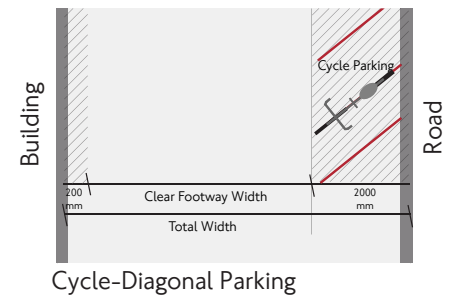 Cycle Parking
Building
Road
200
mm
Clear Footway Width
2000
mm
Total Width
Cycle-Diagonal Parking